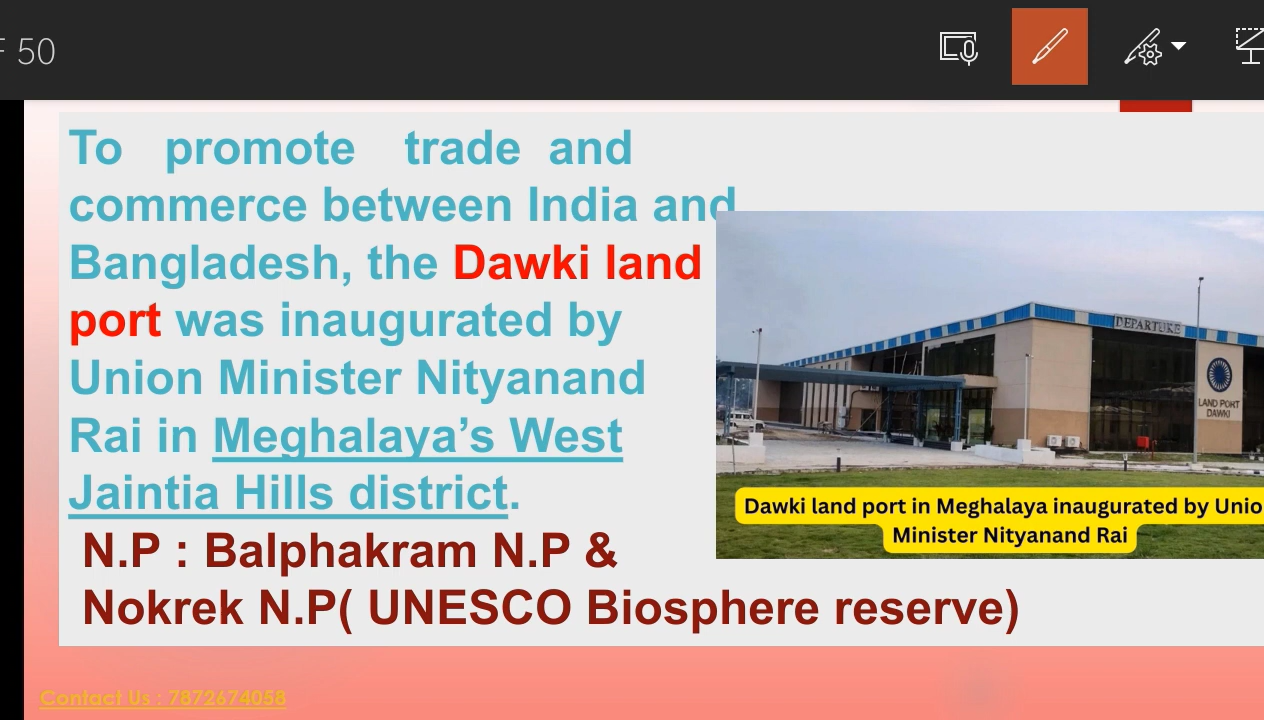 50
To promote trade and
commerce between India and
Bangladesh, the Dawki land
port was inaugurated by
Union Minister Nityanand
Rai in Meghalaya’s West
Jaintia Hills district.
N.P : Balphakram N.P &
Nokrek N.P( UNESCO Biosphere reserve)
DEPARTURE
LAND PORT
DAWKI
Dawki land port in Meghalaya inaugurated by Unio
Minister Nityanand Rai
Contact Us : 7872674058